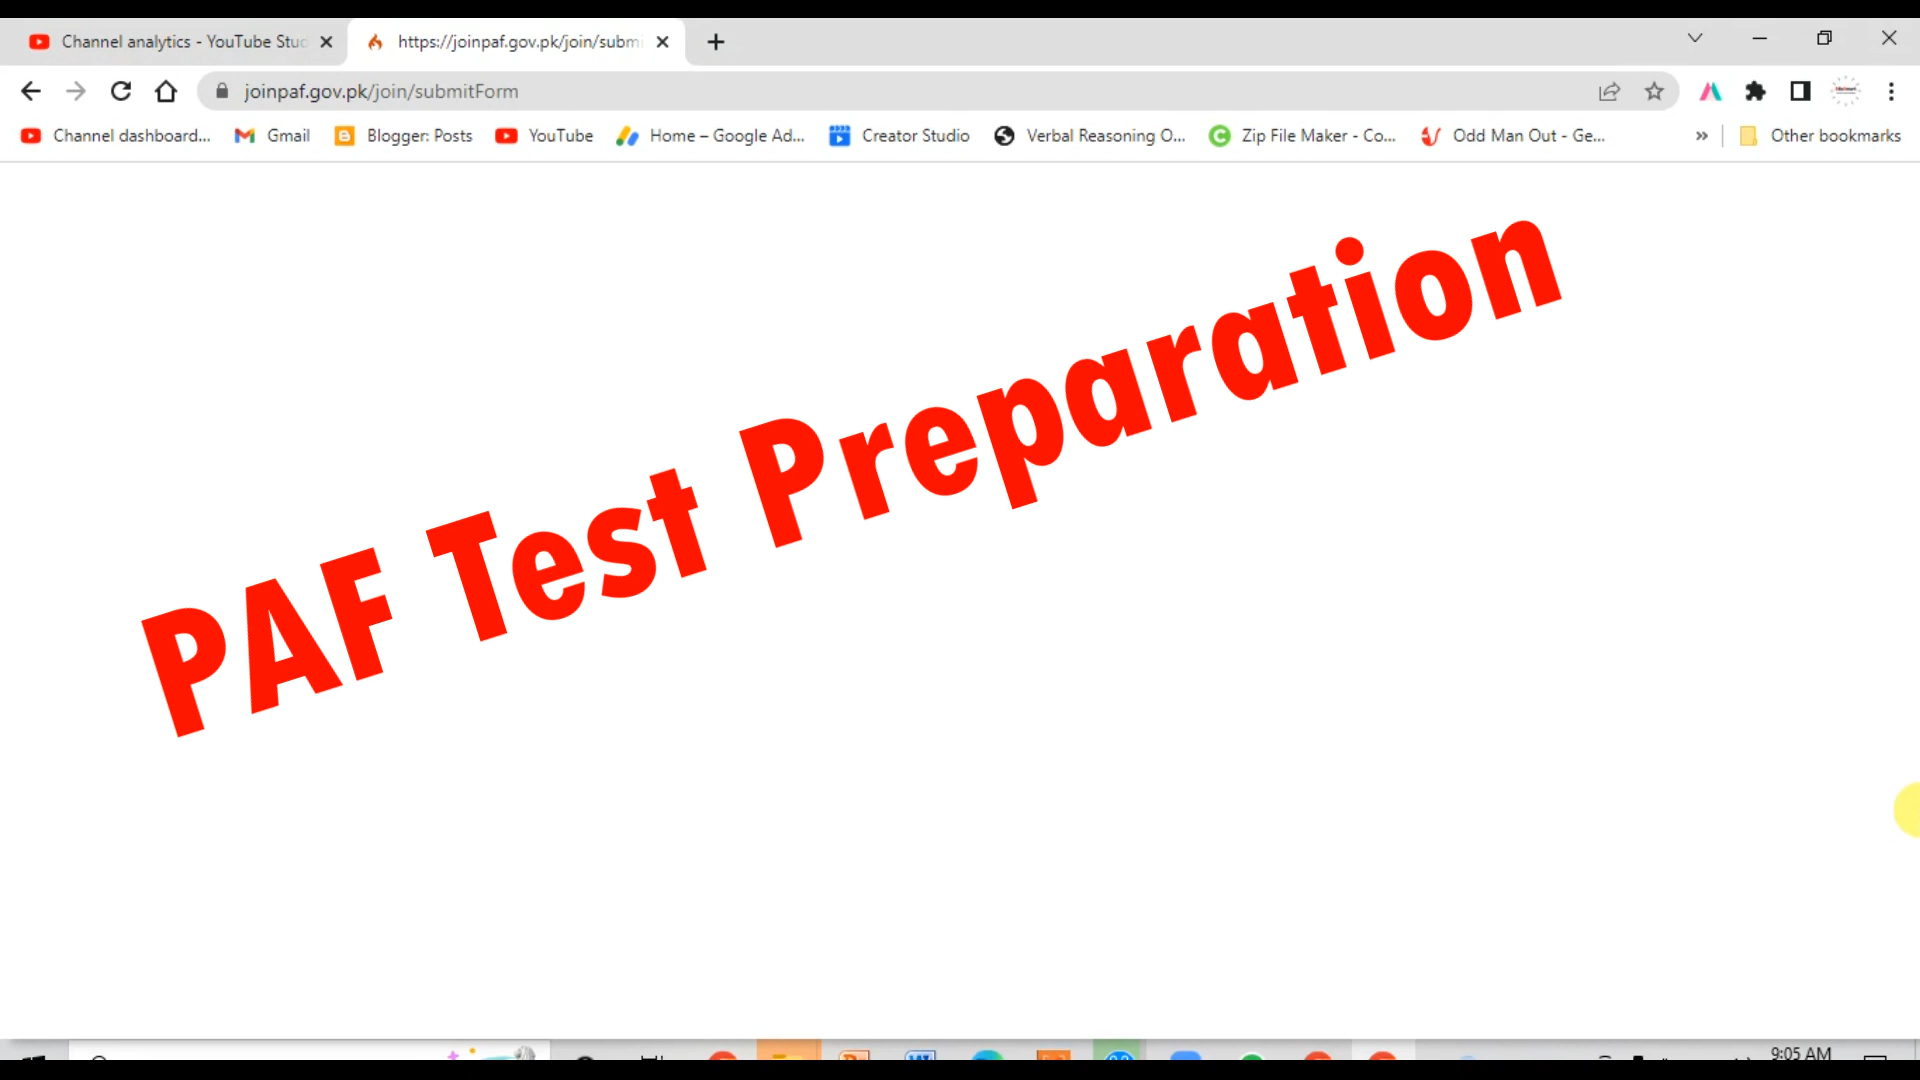 Channel analytics - YouTube Stud
https://joinpaf.gov.pk/join/submi
joinpaf.gov.pk/join/submitForm
Channel dashboard... Gmail Blogger: Posts YouTube Home – Google Ad... Creator Studio Verbal Reasoning O... Zip File Maker - Co... Odd Man Out - Ge... » Other bookmarks
PAF Test Preparation
9:05 AM